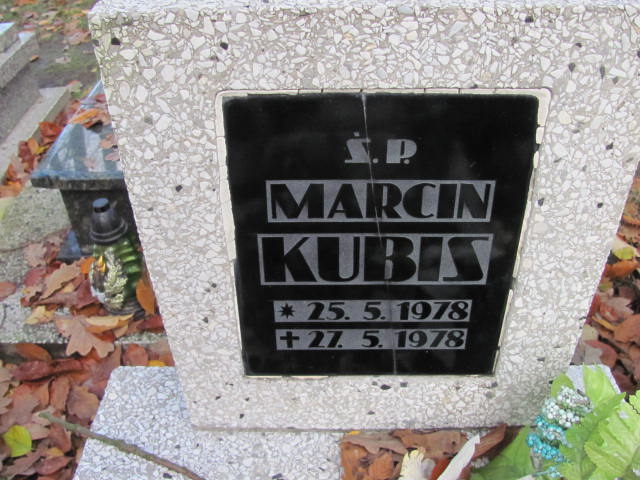 Ś.P.
MARCIN
KUBIS
* 25. 5. 1978
+ 27. 5. 1978